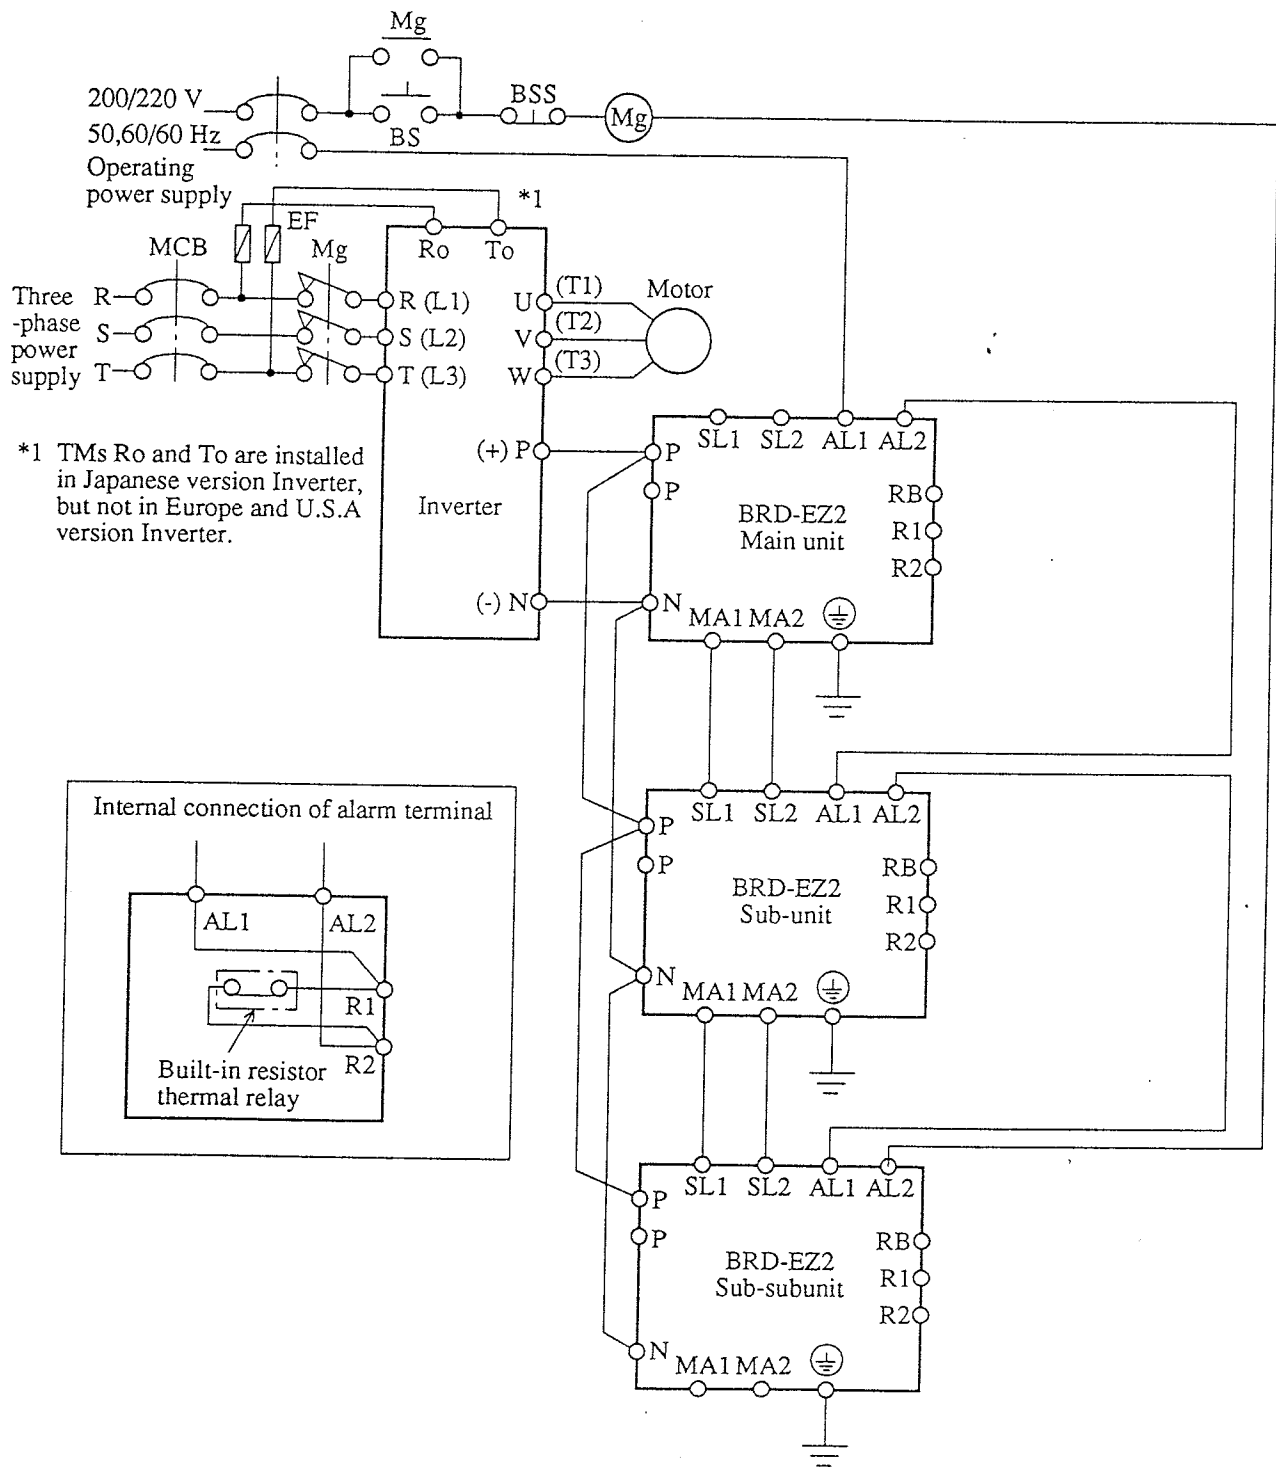 Mg
200/220 V
BSS
Mg
50,60/60 Hz
BS
Operating
power supply
*1
EF
MCB
Mg
Ro
To
Three
-phase
power
supply
R
S
T
R (L1)
S (L2)
T (L3)
U
V
W
(T1)
(T2)
(T3)
Motor
*1 TMs Ro and To are installed
in Japanese version Inverter,
but not in Europe and U.S.A
version Inverter.
(+) P
Inverter
(-) N
SL1 SL2 AL1 AL2
P
P
RB
BRD-EZ2
Main unit
R1
R2
N
MA1 MA2
Internal connection of alarm terminal
AL1
AL2
R1
R2
Built-in resistor
thermal relay
SL1 SL2 AL1 AL2
P
P
RB
BRD-EZ2
Sub-unit
R1
R2
N
MA1 MA2
SL1 SL2 AL1 AL2
P
P
RB
BRD-EZ2
Sub-subunit
R1
R2
N
MA1 MA2